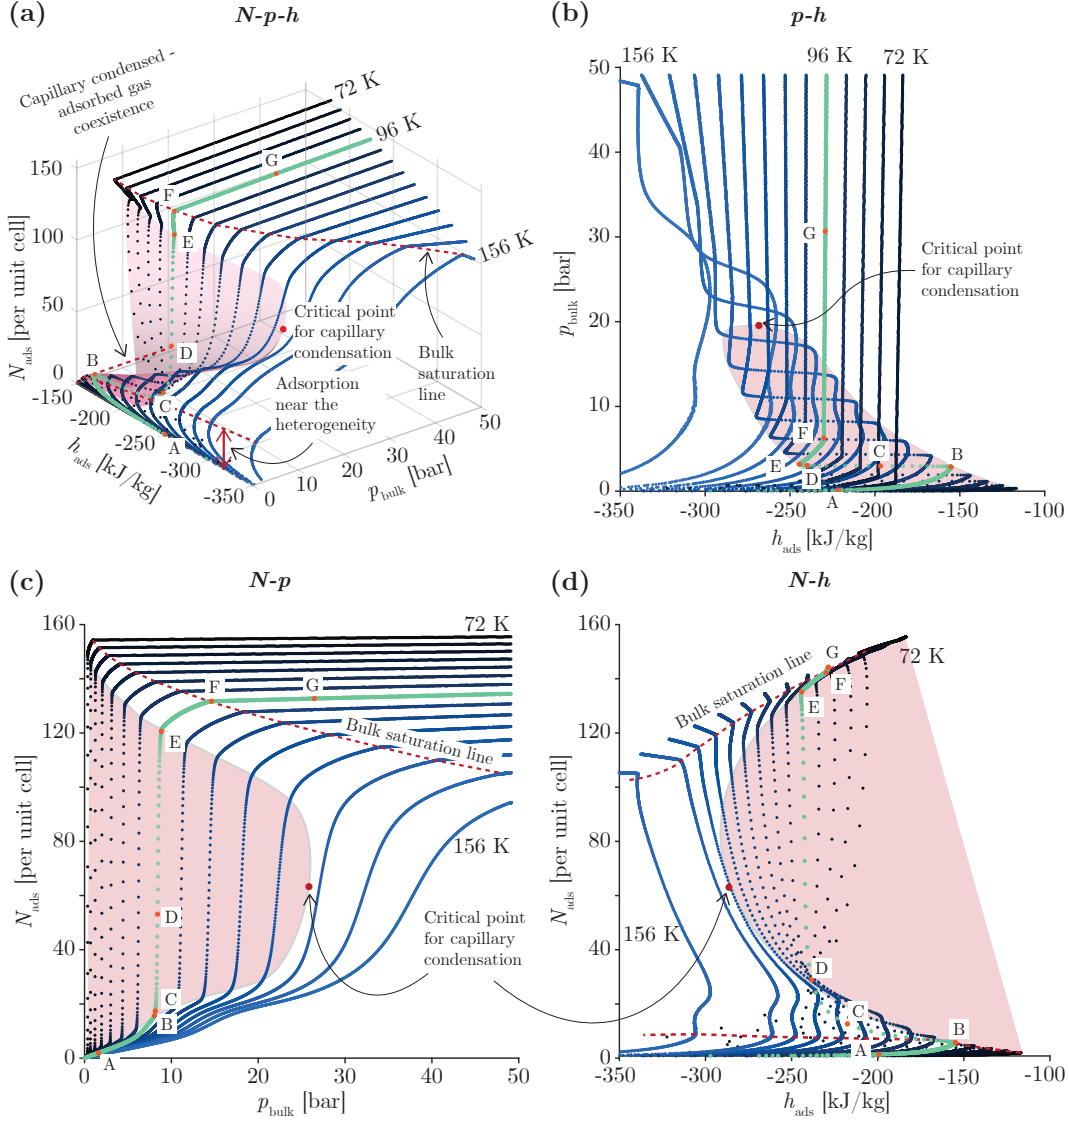 (a)
N-p-h
Capillary condensed -
adsorbed gas
coexistence
72 K
96 K
156 K
G
F
E
D
B
C
A
150
100
50
0
N_ads [per unit cell]
-150
-200
-250
-300
-350
h_ads [kJ/kg]
0
10
20
30
40
50
p_bulk [bar]
Critical point
for capillary
condensation
Adsorption
near the
heterogeneity
Bulk
saturation
line
(b)
p-h
156 K
96 K
72 K
50
40
30
20
10
0
p_bulk [bar]
G
F
E
D
C
B
A
Critical point
for capillary
condensation
-350
-300
-250
-200
-150
-100
h_ads [kJ/kg]
(c)
N-p
160
120
80
40
0
N_ads [per unit cell]
72 K
F
G
E
Bulk saturation line
D
C
B
A
156 K
Critical point
for capillary
condensation
0
10
20
30
40
50
p_bulk [bar]
(d)
N-h
160
120
80
40
0
N_ads [per unit cell]
Bulk saturation line
G
F
E
72 K
156 K
D
C
B
A
-350
-300
-250
-200
-150
-100
h_ads [kJ/kg]